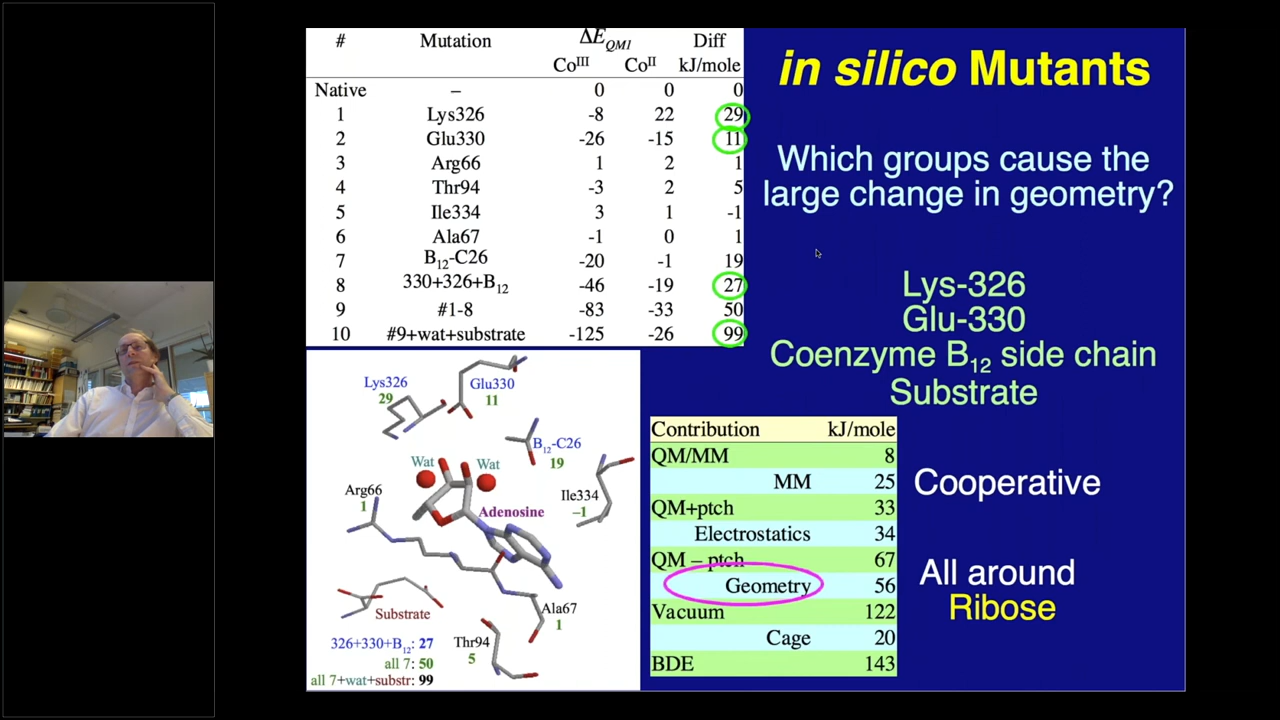 # Mutation ΔE_QM1 Diff
Co^III Co^II kJ/mole
Native – 0 0 0
1 Lys326 -8 22 29
2 Glu330 -26 -15 11
3 Arg66 1 2 1
4 Thr94 -3 2 5
5 Ile334 3 1 -1
6 Ala67 -1 0 1
7 B₁₂-C26 -20 -1 19
8 330+326+B₁₂ -46 -19 27
9 #1-8 -83 -33 50
10 #9+wat+substrate -125 -26 99
in silico Mutants
Which groups cause the
large change in geometry?
Lys-326
Glu-330
Coenzyme B₁₂ side chain
Substrate
Lys326
29
Glu330
11
B₁₂-C26
19
Wat
Wat
Arg66
1
Ile334
–1
Adenosine
Substrate
Ala67
1
Thr94
5
326+330+B₁₂: 27
all 7: 50
all 7+wat+substr: 99
Contribution kJ/mole
QM/MM 8
MM 25
QM+ptch 33
Electrostatics 34
QM – ptch 67
Geometry 56
Vacuum 122
Cage 20
BDE 143
Cooperative
All around
Ribose